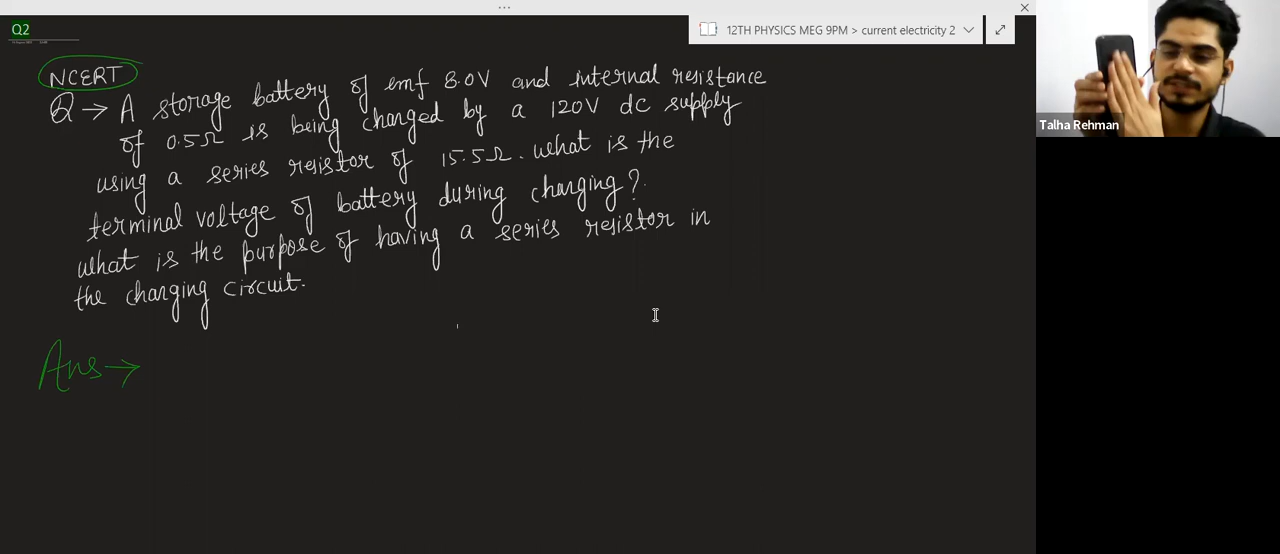 Q2
12TH PHYSICS MEG 9PM > current electricity 2
NCERT
Q → A storage battery of emf 8.0V and internal resistance
of 0.5Ω is being charged by a 120V dc supply
using a series resistor of 15.5Ω. what is the
terminal voltage of battery during charging?
what is the purpose of having a series resistor in
the charging circuit.
Ans →
Talha Rehman